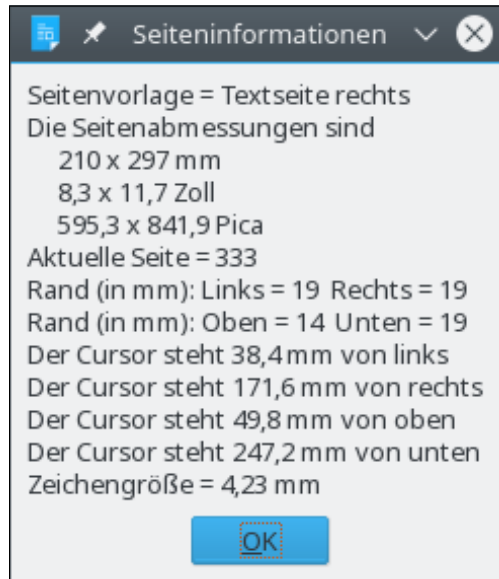 Seiteninformationen
Seitenvorlage = Textseite rechts
Die Seitenabmessungen sind
210 x 297 mm
8,3 x 11,7 Zoll
595,3 x 841,9 Pica
Aktuelle Seite = 333
Rand (in mm): Links = 19 Rechts = 19
Rand (in mm): Oben = 14 Unten = 19
Der Cursor steht 38,4 mm von links
Der Cursor steht 171,6 mm von rechts
Der Cursor steht 49,8 mm von oben
Der Cursor steht 247,2 mm von unten
Zeichengröße = 4,23 mm
OK